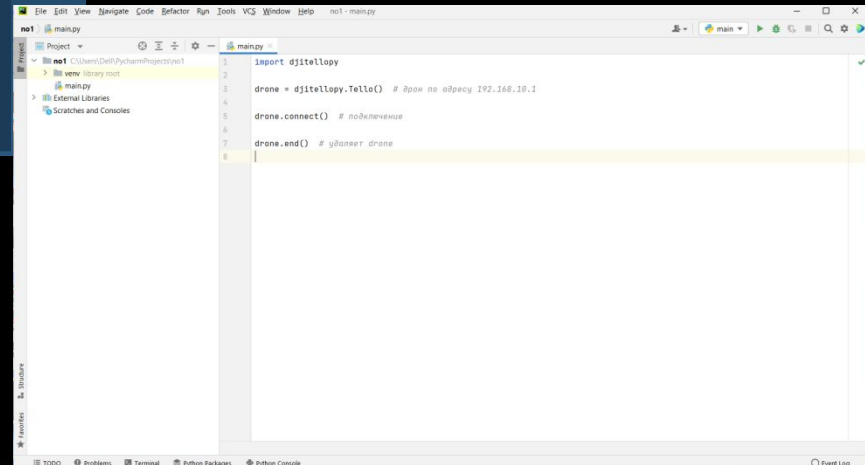 File Edit View Navigate Code Refactor Run Tools VCS Window Help no1 - main.py
no1 main.py main
Project main.py
no1 C:\Users\Dell\PycharmProjects\no1
venv library root
main.py
External Libraries
Scratches and Consoles
1 import djitellopy
2
3 drone = djitellopy.Tello() # дрон по адресу 192.168.10.1
4
5 drone.connect() # подключение
6
7 drone.end() # удаляет drone
8
Project
Structure
Favorites
TODO Problems Terminal Python Packages Python Console Event Log